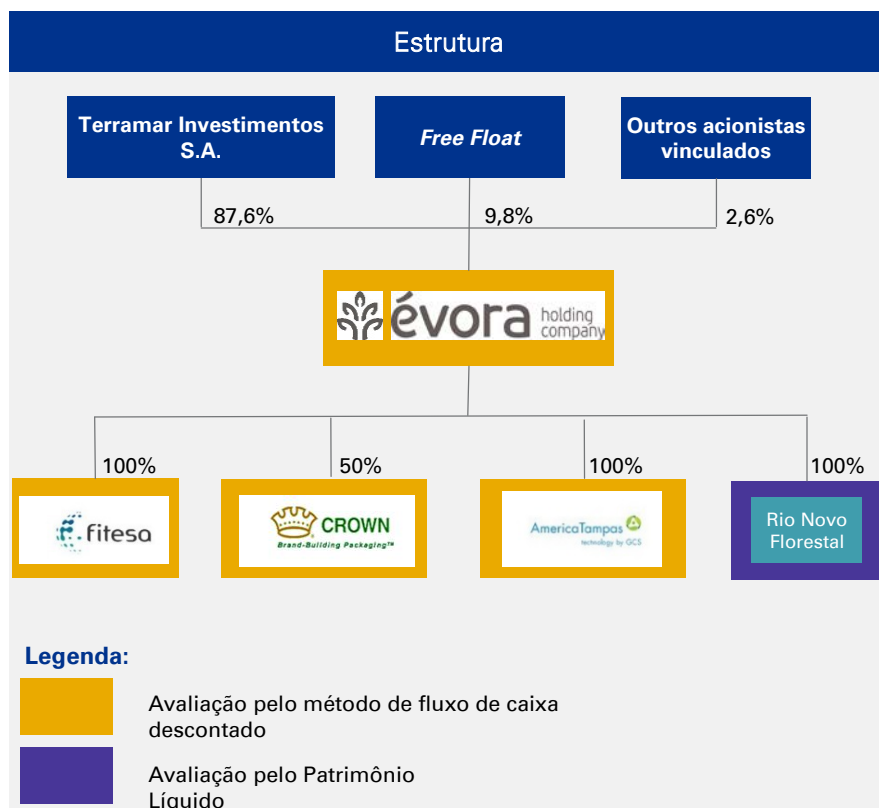 Estrutura
Terramar Investimentos
S.A.
Free Float
Outros acionistas
vinculados
87,6%
9,8%
2,6%
évora holding
company
100%
50%
100%
100%
fitesa
CROWN
Brand-Building Packaging™
AmericaTampas
technology by GCS
Rio Novo
Florestal
Legenda:
Avaliação pelo método de fluxo de caixa
descontado
Avaliação pelo Patrimônio
Líquido